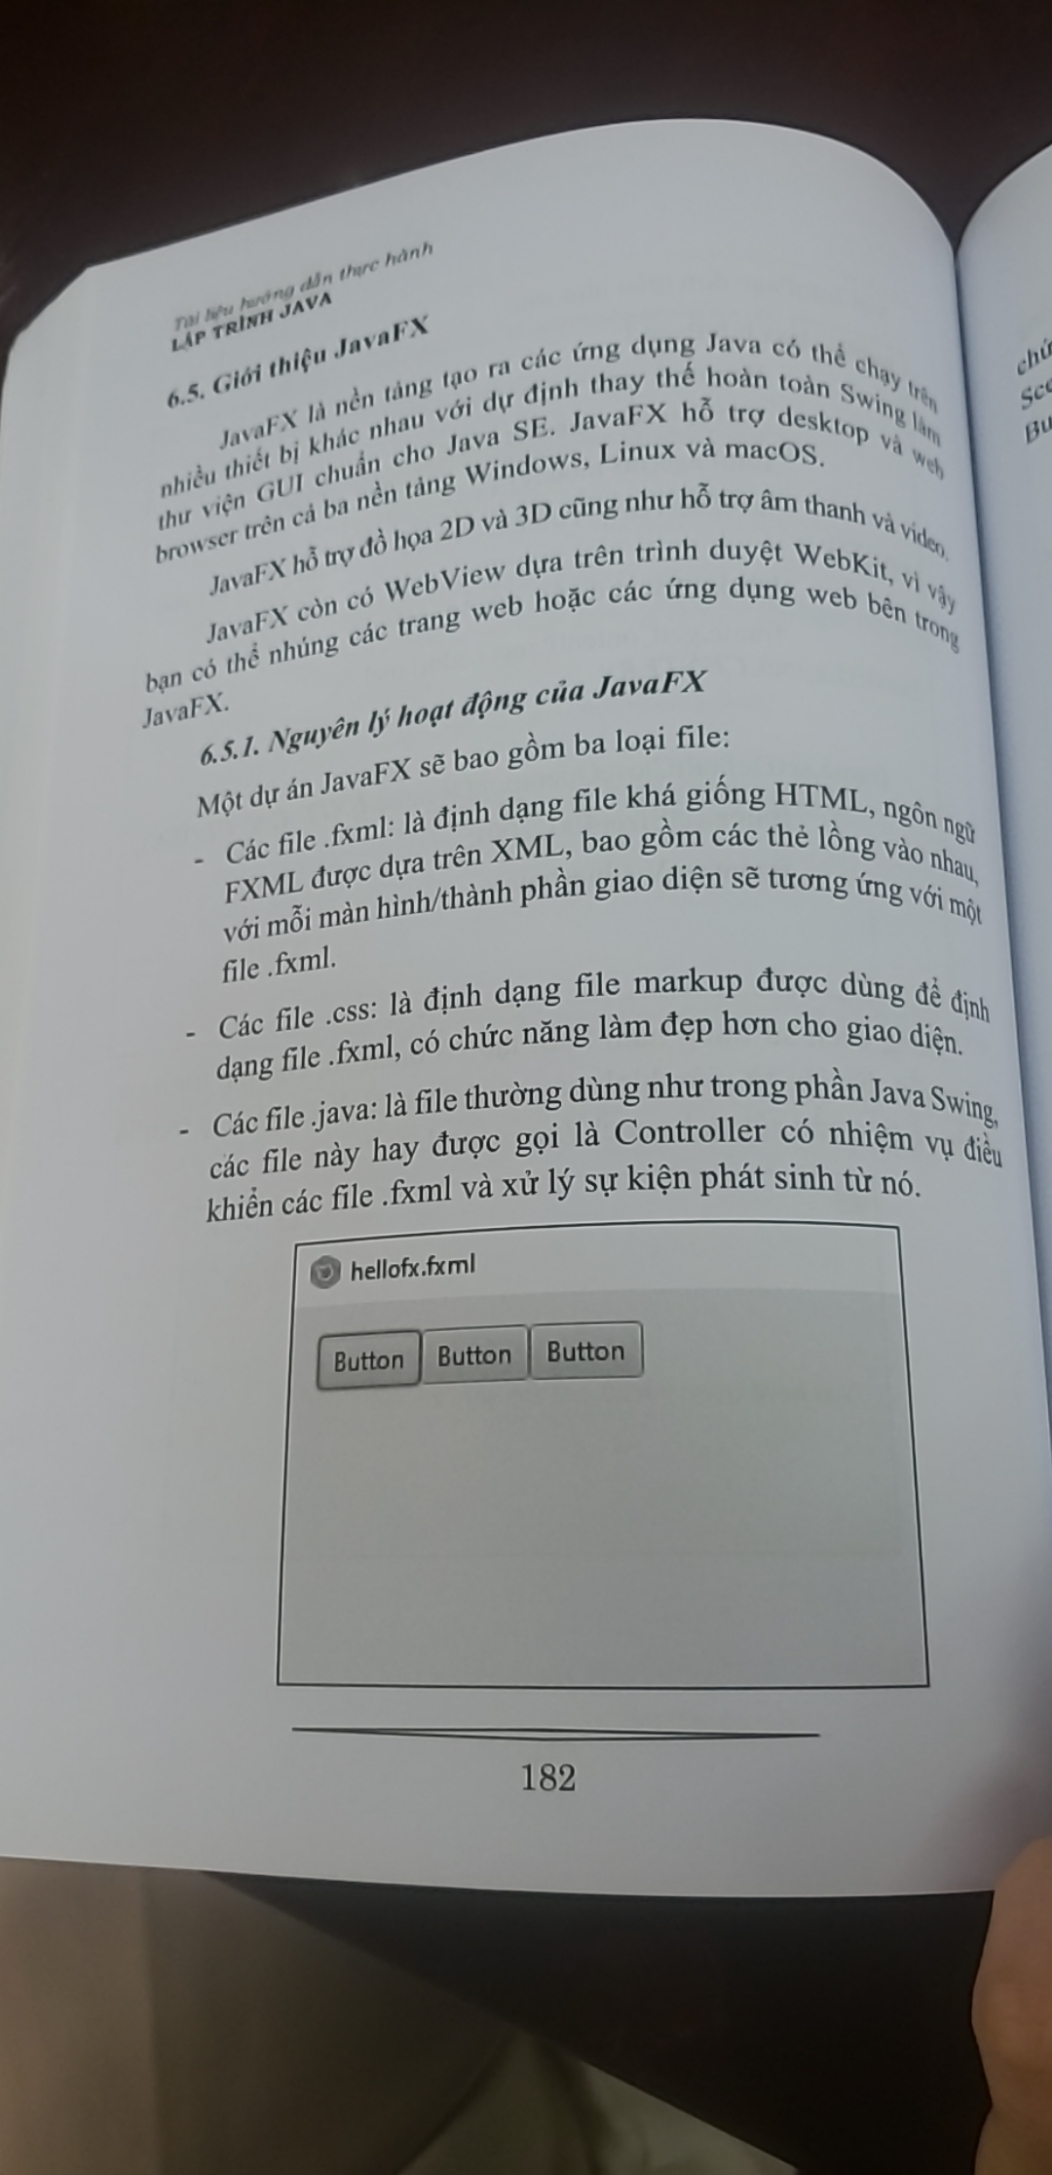 Tài liệu hướng dẫn thực hành
LẬP TRÌNH JAVA
6.5. Giới thiệu JavaFX
JavaFX là nền tảng tạo ra các ứng dụng Java có thể chạy trên
nhiều thiết bị khác nhau với dự định thay thế hoàn toàn Swing làm
thư viện GUI chuẩn cho Java SE. JavaFX hỗ trợ desktop và web
browser trên cả ba nền tảng Windows, Linux và macOS.
JavaFX hỗ trợ đồ họa 2D và 3D cũng như hỗ trợ âm thanh và video.
JavaFX còn có WebView dựa trên trình duyệt WebKit, vì vậy
bạn có thể nhúng các trang web hoặc các ứng dụng web bên trong
JavaFX.
6.5.1. Nguyên lý hoạt động của JavaFX
Một dự án JavaFX sẽ bao gồm ba loại file:
- Các file .fxml: là định dạng file khá giống HTML, ngôn ngữ
FXML được dựa trên XML, bao gồm các thẻ lồng vào nhau,
với mỗi màn hình/thành phần giao diện sẽ tương ứng với một
file .fxml.
- Các file .css: là định dạng file markup được dùng để định
dạng file .fxml, có chức năng làm đẹp hơn cho giao diện.
- Các file .java: là file thường dùng như trong phần Java Swing,
các file này hay được gọi là Controller có nhiệm vụ điều
khiển các file .fxml và xử lý sự kiện phát sinh từ nó.
hellofx.fxml
Button Button Button
182